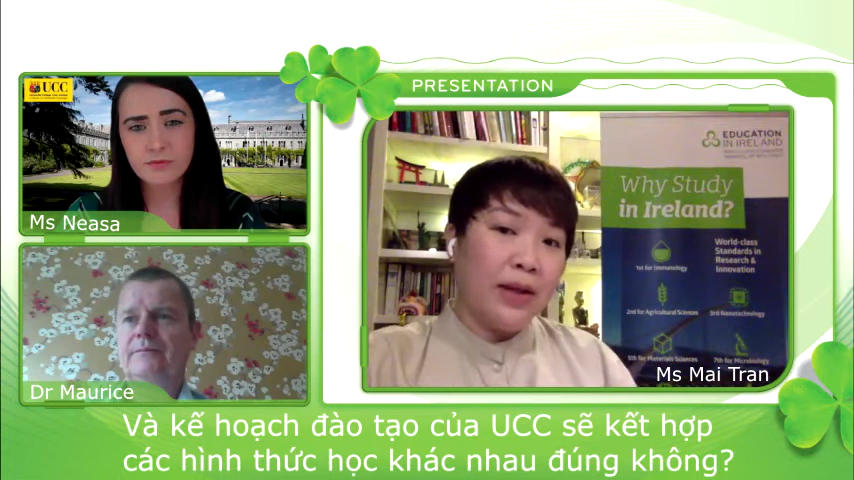 UCC
Ms Neasa
Dr Maurice
PRESENTATION
EDUCATION
IN IRELAND
Why Study
in Ireland?
1st for Immunology
World-class
Standards in
Research &
Innovation
2nd for Agricultural Sciences
3rd Nanotechnology
5th for Materials Sciences
7th for Microbiology
Ms Mai Tran
Và kế hoạch đào tạo của UCC sẽ kết hợp
các hình thức học khác nhau đúng không?